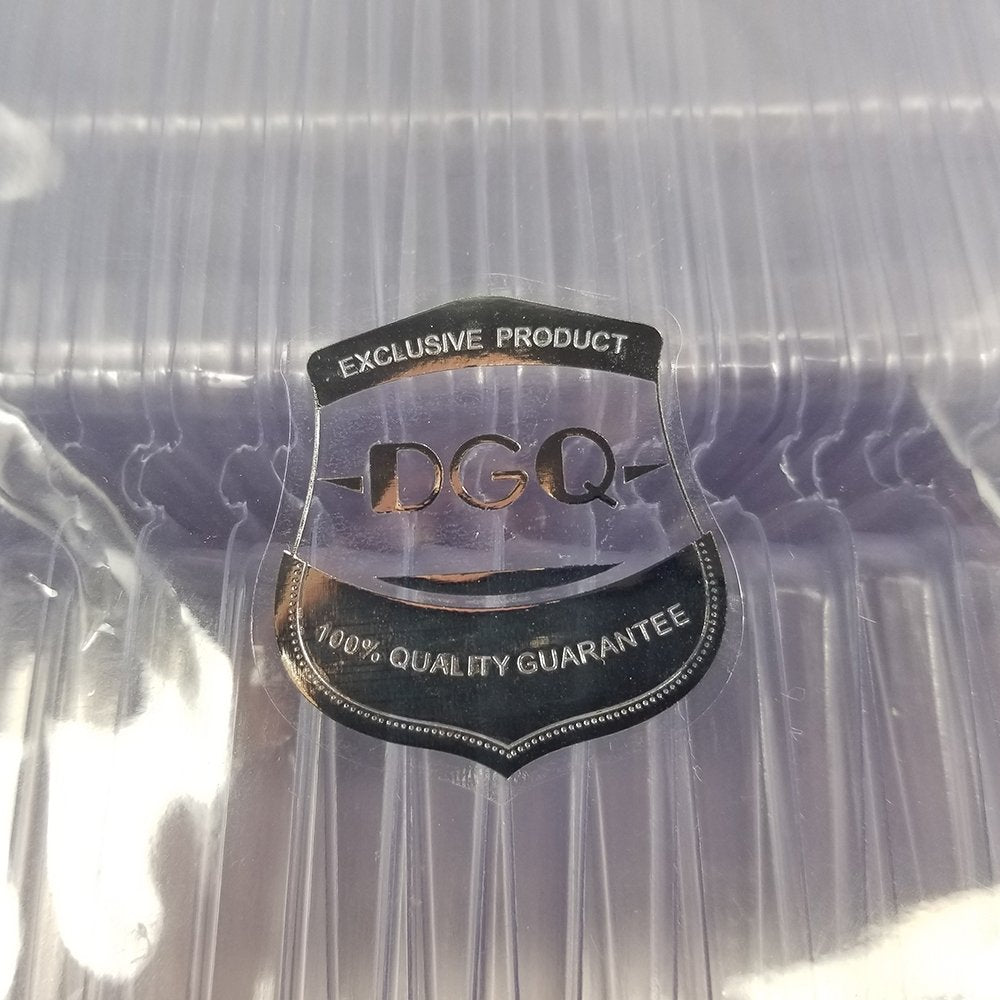 EXCLUSIVE PRODUCT
DGQ
100% QUALITY GUARANTEE